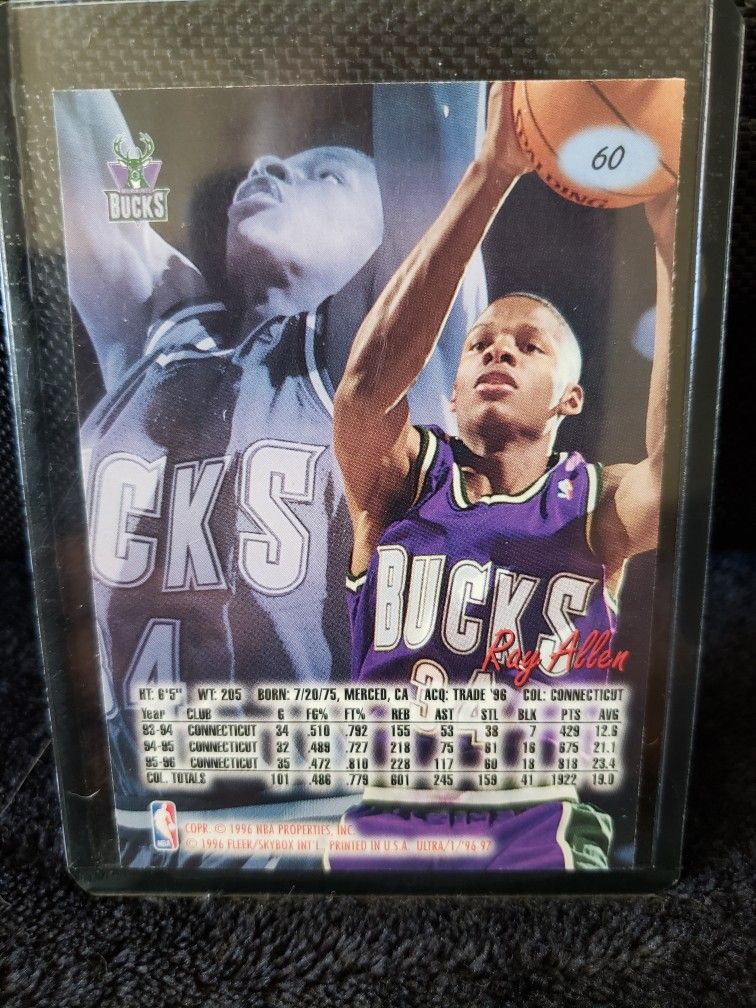 60
SPALDING
BUCKS
CKS
34
BUCKS
34
Ray Allen
HT: 6'5" WT: 205 BORN: 7/20/75, MERCED, CA ACQ: TRADE '96 COL: CONNECTICUT
Year CLUB G FG% FT% REB AST STL BLK PTS AVG
93-94 CONNECTICUT 34 .510 .792 155 53 38 7 429 12.6
94-95 CONNECTICUT 32 .489 .727 218 75 61 16 675 21.1
95-96 CONNECTICUT 35 .472 .810 228 117 60 18 818 23.4
COL. TOTALS 101 .486 .779 601 245 159 41 1922 19.0
NBA
COPR. © 1996 NBA PROPERTIES, INC.
© 1996 FLEER/SKYBOX INT'L, PRINTED IN U.S.A. ULTRA/1/'96-97